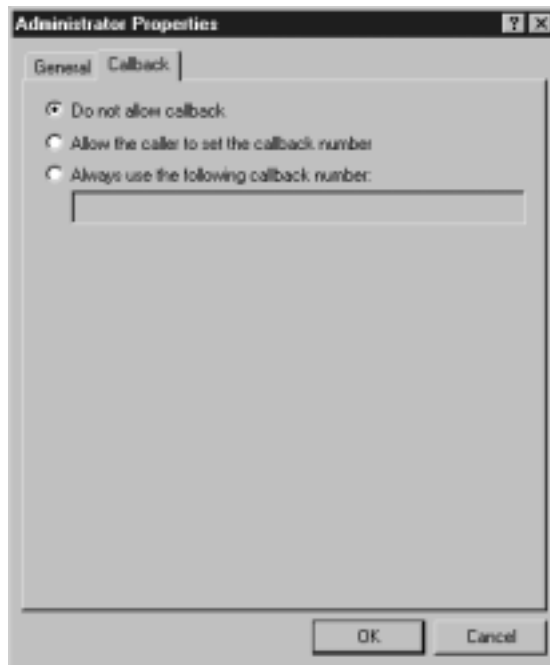 Administrator Properties
General Callback
Do not allow callback
Allow the caller to set the callback number
Always use the following callback number:
OK Cancel